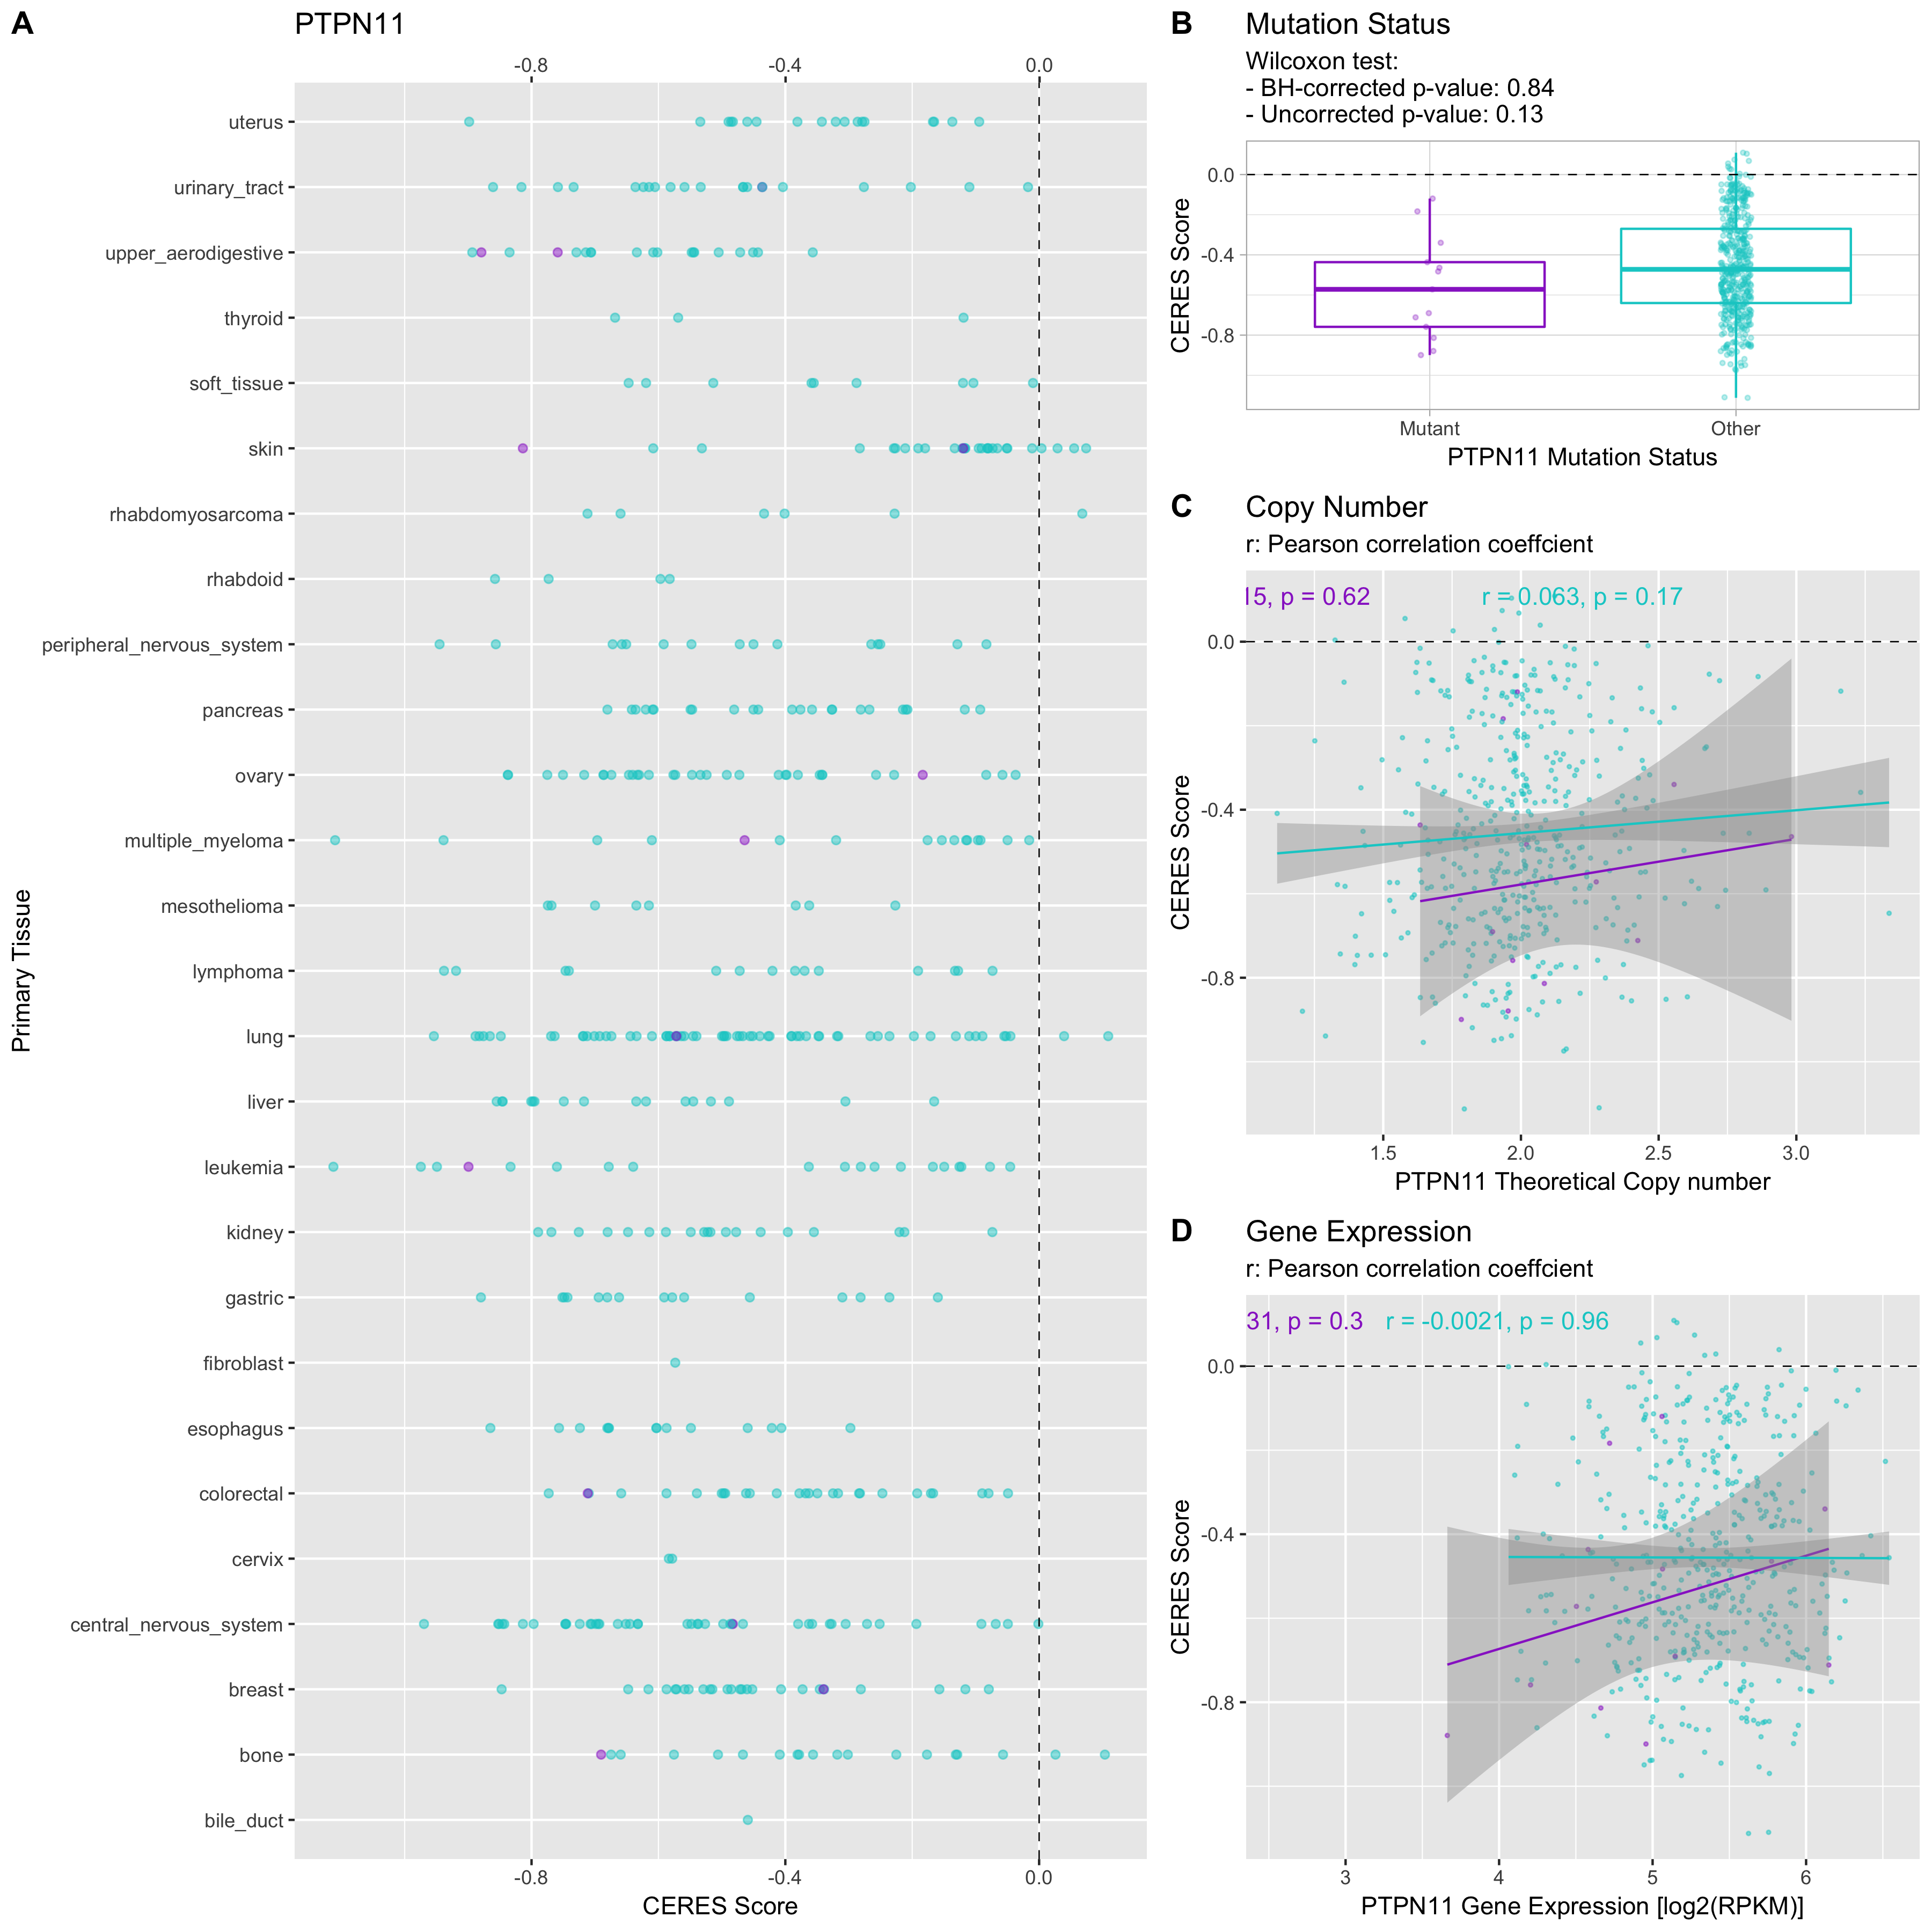 A
PTPN11
-0.8
-0.4
0.0
uterus
urinary_tract
upper_aerodigestive
thyroid
soft_tissue
skin
rhabdomyosarcoma
rhabdoid
peripheral_nervous_system
pancreas
ovary
multiple_myeloma
mesothelioma
lymphoma
lung
liver
leukemia
kidney
gastric
fibroblast
esophagus
colorectal
cervix
central_nervous_system
breast
bone
bile_duct
Primary Tissue
-0.8
-0.4
0.0
CERES Score
B
Mutation Status
Wilcoxon test:
- BH-corrected p-value: 0.84
- Uncorrected p-value: 0.13
0.0
-0.4
-0.8
CERES Score
Mutant
Other
PTPN11 Mutation Status
C
Copy Number
r: Pearson correlation coeffcient
15, p = 0.62
r = 0.063, p = 0.17
0.0
-0.4
-0.8
CERES Score
1.5
2.0
2.5
3.0
PTPN11 Theoretical Copy number
D
Gene Expression
r: Pearson correlation coeffcient
31, p = 0.3
r = -0.0021, p = 0.96
0.0
-0.4
-0.8
CERES Score
3
4
5
6
PTPN11 Gene Expression [log2(RPKM)]